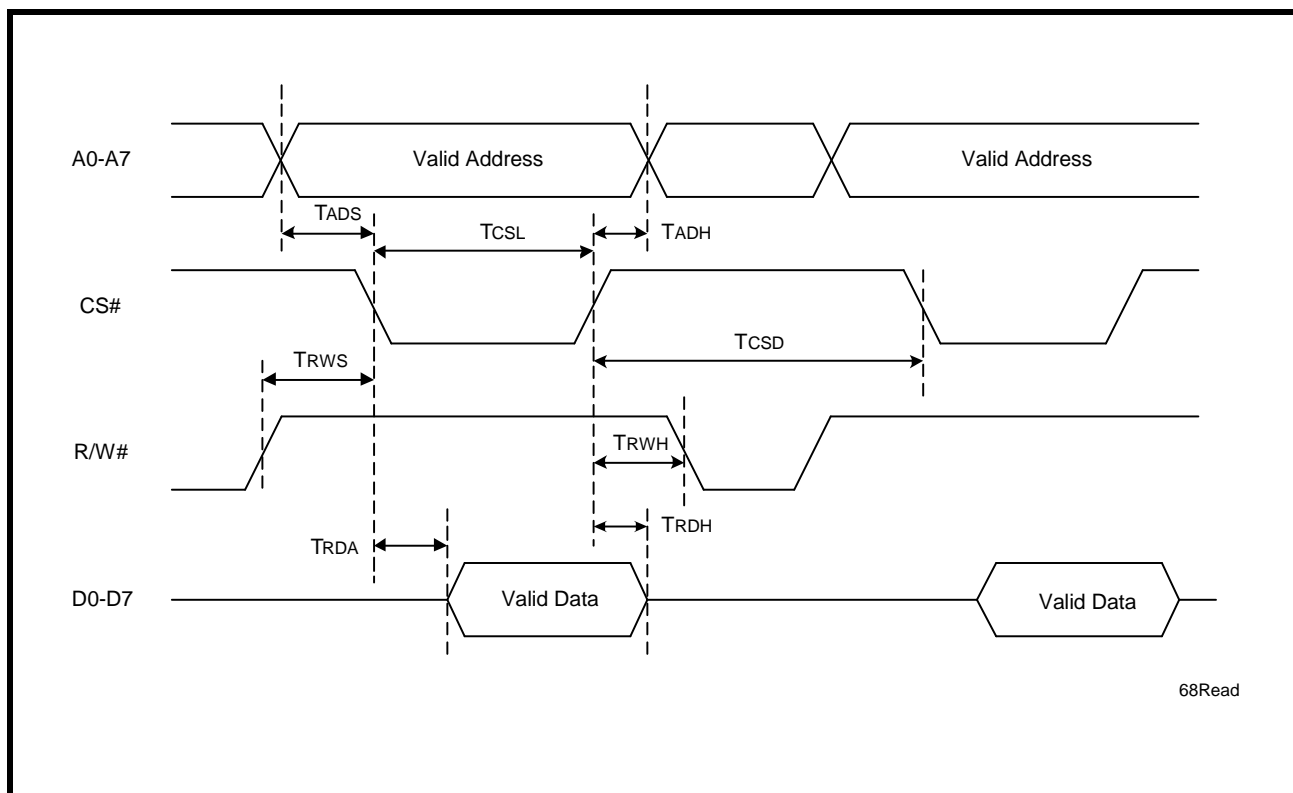 A0-A7
Valid Address
Valid Address
TADS
TCSL
TADH
CS#
TCSD
TRWS
R/W#
TRWH
TRDH
TRDA
D0-D7
Valid Data
Valid Data
68Read